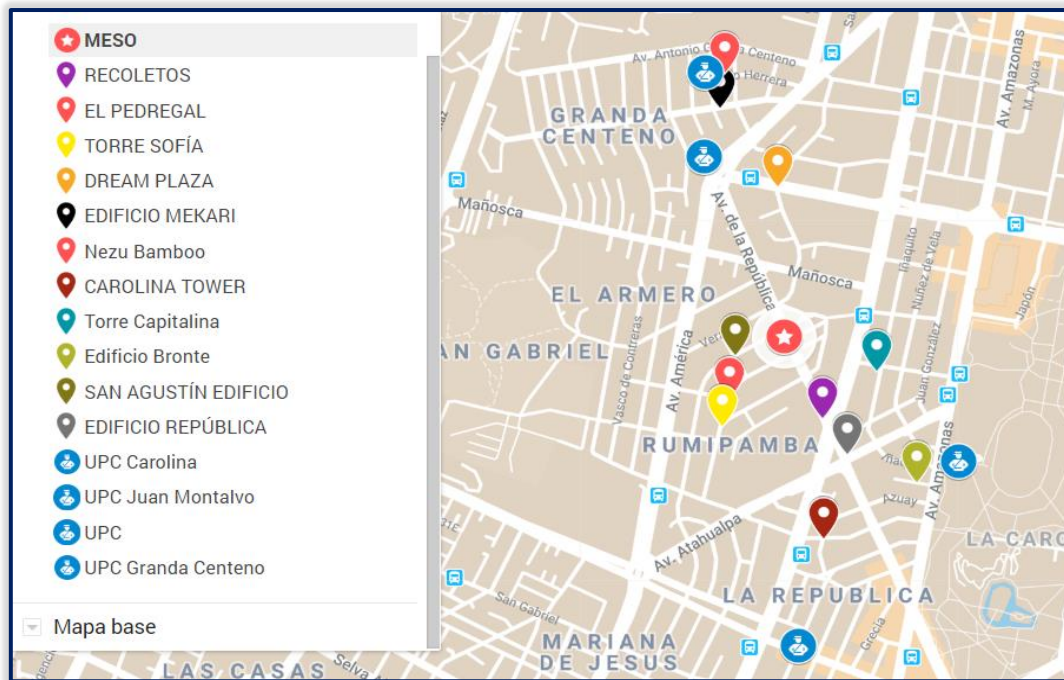 MESO
RECOLETOS
EL PEDREGAL
TORRE SOFÍA
DREAM PLAZA
EDIFICIO MEKARI
Nezu Bamboo
CAROLINA TOWER
Torre Capitalina
Edificio Bronte
SAN AGUSTÍN EDIFICIO
EDIFICIO REPÚBLICA
UPC Carolina
UPC Juan Montalvo
UPC
UPC Granda Centeno
Mapa base
Av. Antonio
Centeno
Herrera
Av. Amazonas
M. Ayora
GRANDA
CENTENO
Mañosca
Av. de la República
Mañosca
Iñaquito
Núñez de Vela
Japón
EL ARMERO
AN GABRIEL
Vasco de Contreras
Av. América
Juan González
RUMIPAMBA
Azuay
Av. Amazonas
31E
Av. Atahualpa
LA CARO
San Gabriel
LA REPUBLICA
Grecia
MARIANA
DE JESUS
LAS CASAS
Selva